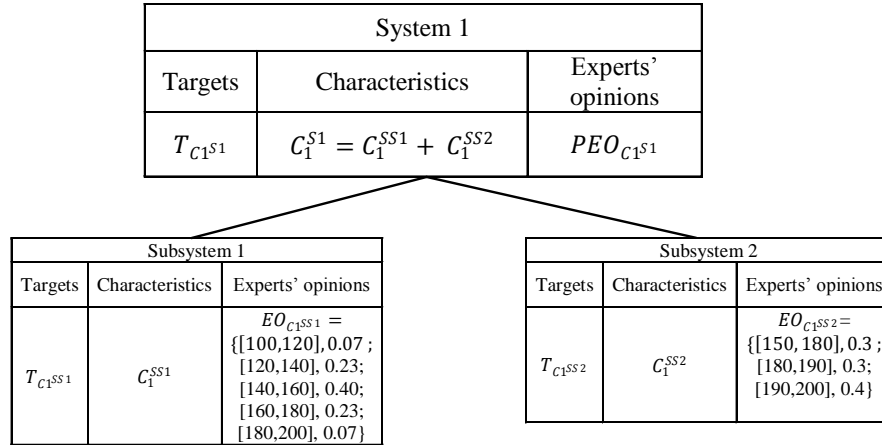 System 1
Targets Characteristics Experts' opinions
T_{C1^{S1}} C_1^{S1} = C_1^{SS1} + C_1^{SS2} PEO_{C1^{S1}}
Subsystem 1
Targets Characteristics Experts' opinions
T_{C1^{SS1}} C_1^{SS1} EO_{C1^{SS1}} =
{[100,120], 0.07 ;
[120,140], 0.23;
[140,160], 0.40;
[160,180], 0.23;
[180,200], 0.07}
Subsystem 2
Targets Characteristics Experts' opinions
T_{C1^{SS2}} C_1^{SS2} EO_{C1^{SS2}}=
{[150, 180], 0.3 ;
[180,190], 0.3;
[190,200], 0.4}